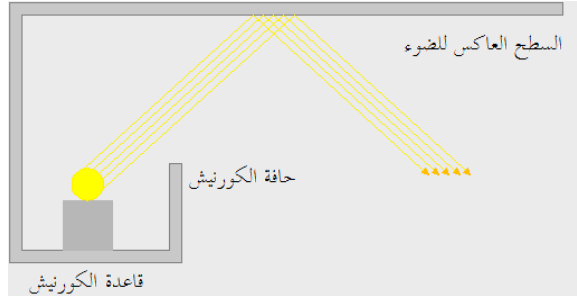 السطح العاكس للضوء
حافة الكورنيش
قاعدة الكورنيش